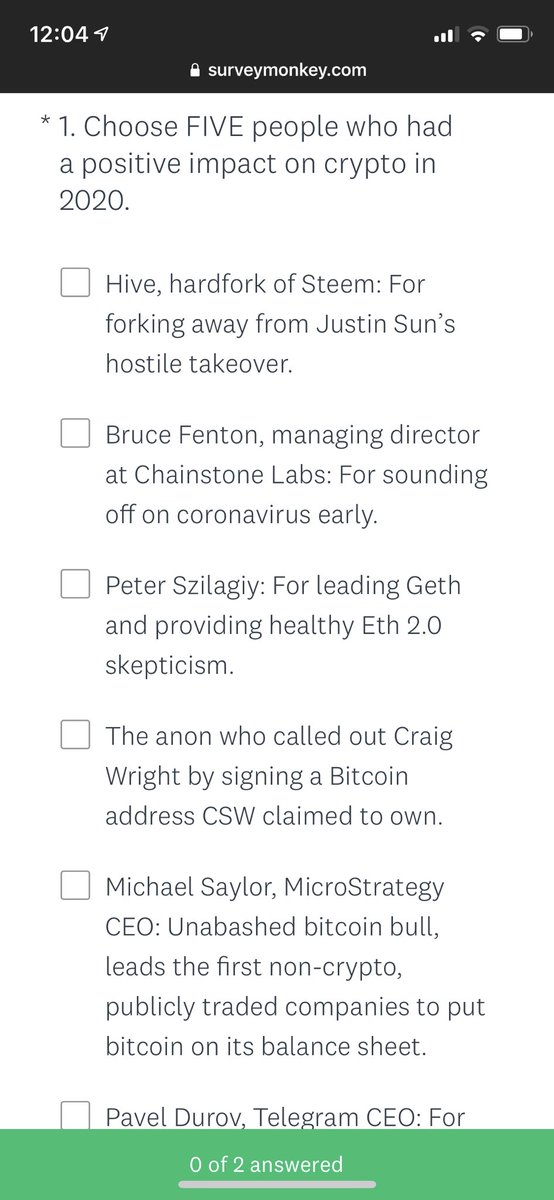 12:04
surveymonkey.com
* 1. Choose FIVE people who had
a positive impact on crypto in
2020.
Hive, hardfork of Steem: For
forking away from Justin Sun’s
hostile takeover.
Bruce Fenton, managing director
at Chainstone Labs: For sounding
off on coronavirus early.
Peter Szilagiy: For leading Geth
and providing healthy Eth 2.0
skepticism.
The anon who called out Craig
Wright by signing a Bitcoin
address CSW claimed to own.
Michael Saylor, MicroStrategy
CEO: Unabashed bitcoin bull,
leads the first non-crypto,
publicly traded companies to put
bitcoin on its balance sheet.
Pavel Durov, Telegram CEO: For
0 of 2 answered